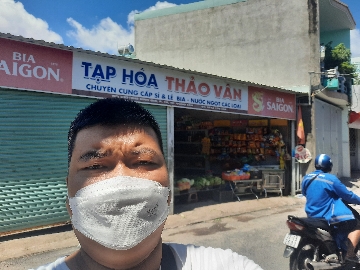 BIA
SAIGON
TẠP HÓA THẢO VÂN
CHUYÊN CUNG CẤP SỈ & LẺ BIA - NƯỚC NGỌT CÁC LOẠI
BIA
SAIGON